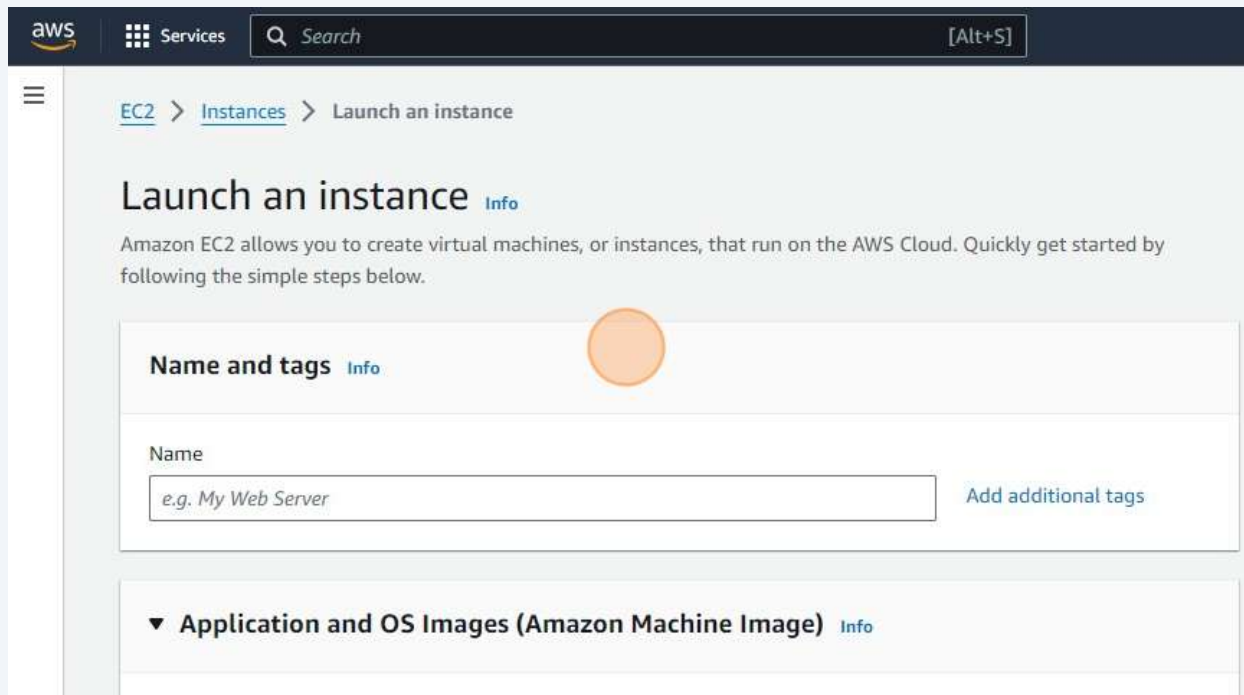 aws Services Search [Alt+S]
EC2 > Instances > Launch an instance
Launch an instance Info
Amazon EC2 allows you to create virtual machines, or instances, that run on the AWS Cloud. Quickly get started by
following the simple steps below.
Name and tags Info
Name
e.g. My Web Server Add additional tags
▼ Application and OS Images (Amazon Machine Image) Info